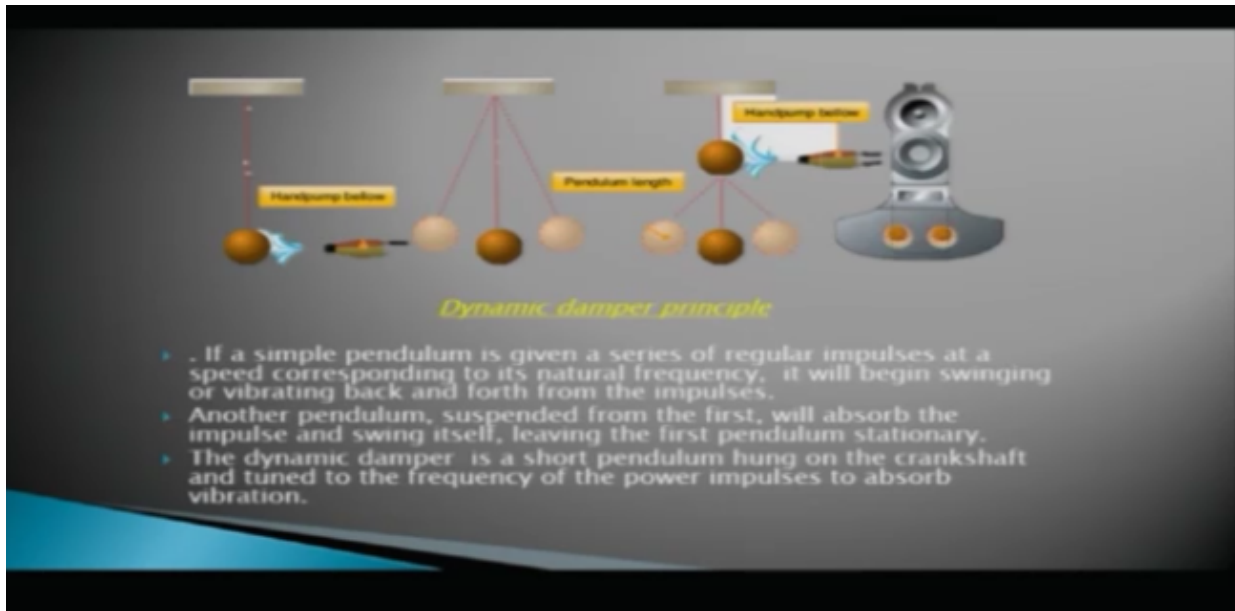 Handpump bellow
Handpump bellow
Pendulum length
Dynamic damper principle
. If a simple pendulum is given a series of regular impulses at a
speed corresponding to its natural frequency, it will begin swinging
or vibrating back and forth from the impulses.
Another pendulum, suspended from the first, will absorb the
impulse and swing itself, leaving the first pendulum stationary.
The dynamic damper is a short pendulum hung on the crankshaft
and tuned to the frequency of the power impulses to absorb
vibration.